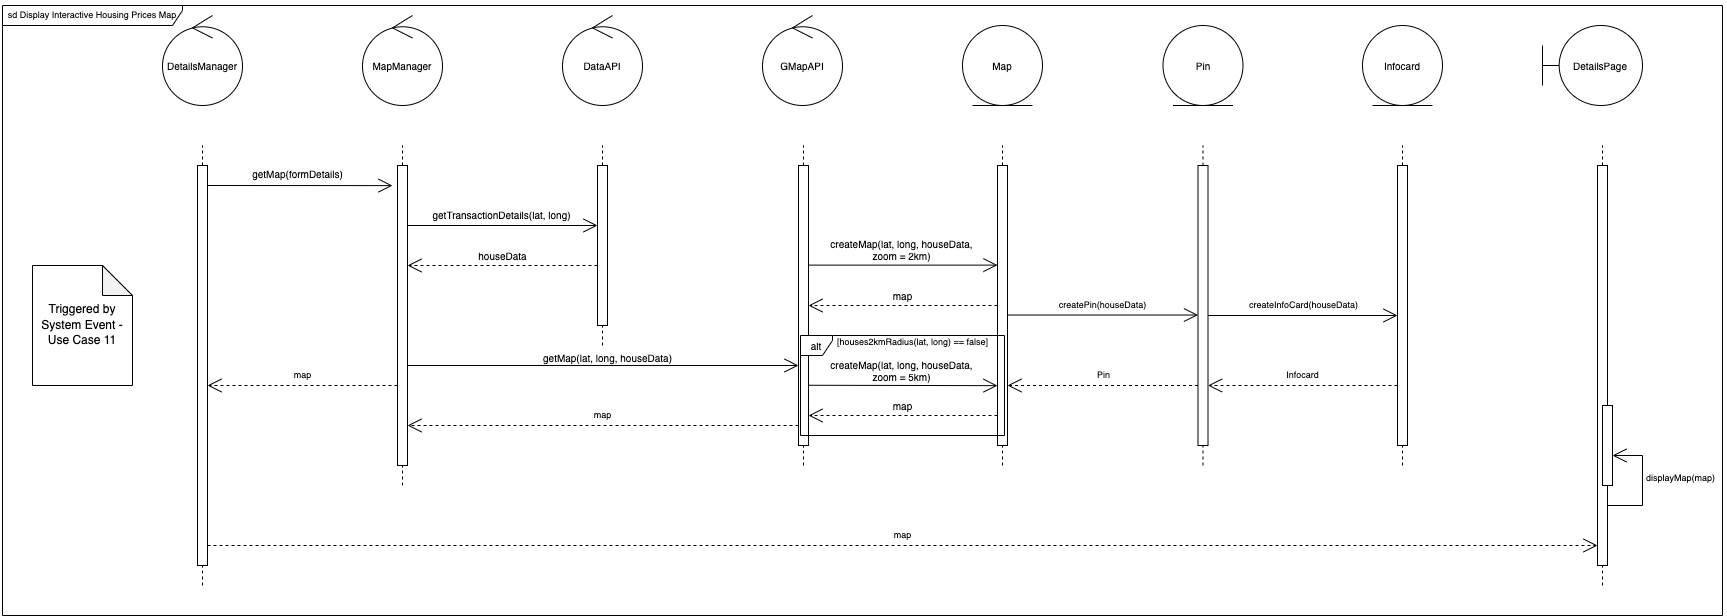 sd Display Interactive Housing Prices Map
DetailsManager
MapManager
DataAPI
GMapAPI
Map
Pin
Infocard
DetailsPage
getMap(formDetails)
getTransactionDetails(lat, long)
houseData
createMap(lat, long, houseData,
zoom = 2km)
map
createPin(houseData)
createInfoCard(houseData)
Triggered by
System Event -
Use Case 11
alt
[houses2kmRadius(lat, long) == false]
getMap(lat, long, houseData)
createMap(lat, long, houseData,
zoom = 5km)
map
Pin
Infocard
map
map
displayMap(map)
map